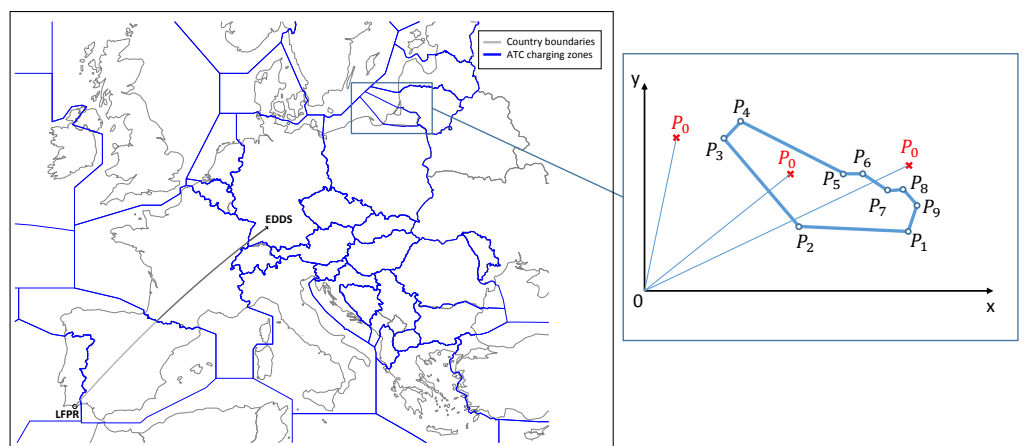 Country boundaries
ATC charging zones
EDDS
LFPR
y
P₄
P₀
P₃
P₀
P₆
P₀
P₅
P₈
P₇
P₉
P₂
P₁
0
x